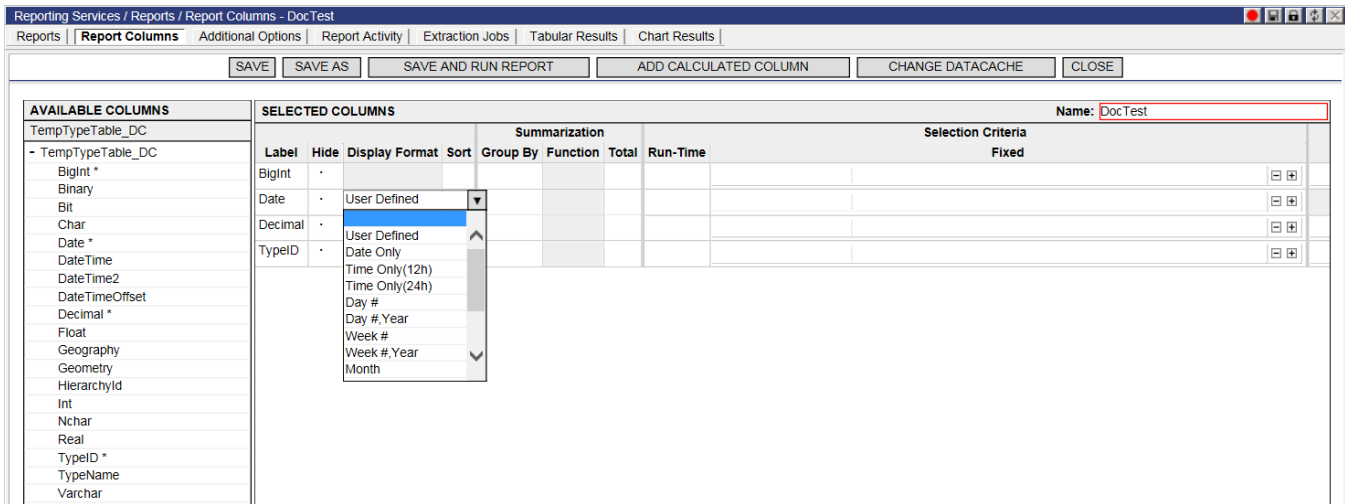 Reporting Services / Reports / Report Columns - DocTest
Reports | Report Columns Additional Options | Report Activity | Extraction Jobs | Tabular Results | Chart Results |
SAVE SAVE AS SAVE AND RUN REPORT ADD CALCULATED COLUMN CHANGE DATACACHE CLOSE
AVAILABLE COLUMNS SELECTED COLUMNS Name: DocTest
TempTypeTable_DC Summarization Selection Criteria
- TempTypeTable_DC Label Hide Display Format Sort Group By Function Total Run-Time Fixed
BigInt * BigInt
Binary
Bit Date User Defined
Char
Date * Decimal User Defined
DateTime TypeID Date Only
DateTime2 Time Only(12h)
DateTimeOffset Time Only(24h)
Decimal * Day #
Float Day #,Year
Geography Week #
Geometry Week #,Year
HierarchyId Month
Int
Nchar
Real
TypeID *
TypeName
Varchar